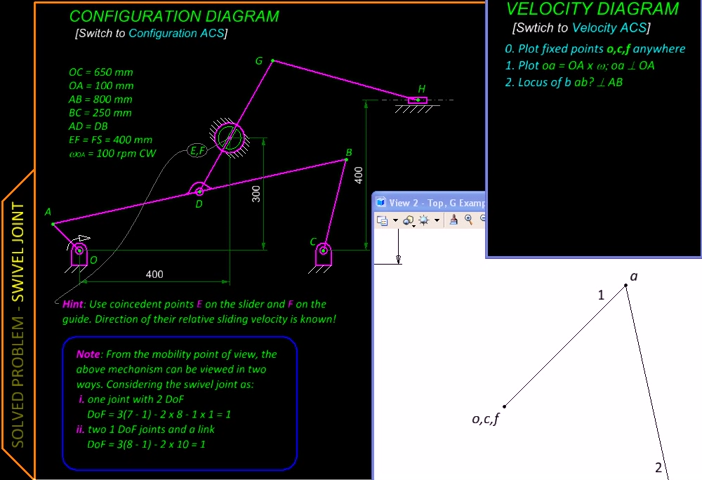 CONFIGURATION DIAGRAM
[Switch to Configuration ACS]
OC = 650 mm
OA = 100 mm
AB = 800 mm
BC = 250 mm
AD = DB
EF = FS = 400 mm
ωOA = 100 rpm CW
G
H
E,F
B
D
A
O
C
300
400
400
Hint: Use coincedent points E on the slider and F on the
guide. Direction of their relative sliding velocity is known!
Note: From the mobility point of view, the
above mechanism can be viewed in two
ways. Considering the swivel joint as:
i. one joint with 2 DoF
DoF = 3(7 - 1) - 2 x 8 - 1 x 1 = 1
ii. two 1 DoF joints and a link
DoF = 3(8 - 1) - 2 x 10 = 1
SOLVED PROBLEM - SWIVEL JOINT
VELOCITY DIAGRAM
[Swtich to Velocity ACS]
0. Plot fixed points o,c,f anywhere
1. Plot oa = OA x ω; oa ⊥ OA
2. Locus of b ab? ⊥ AB
View 2 - Top, G Examp
a
1
o,c,f
2